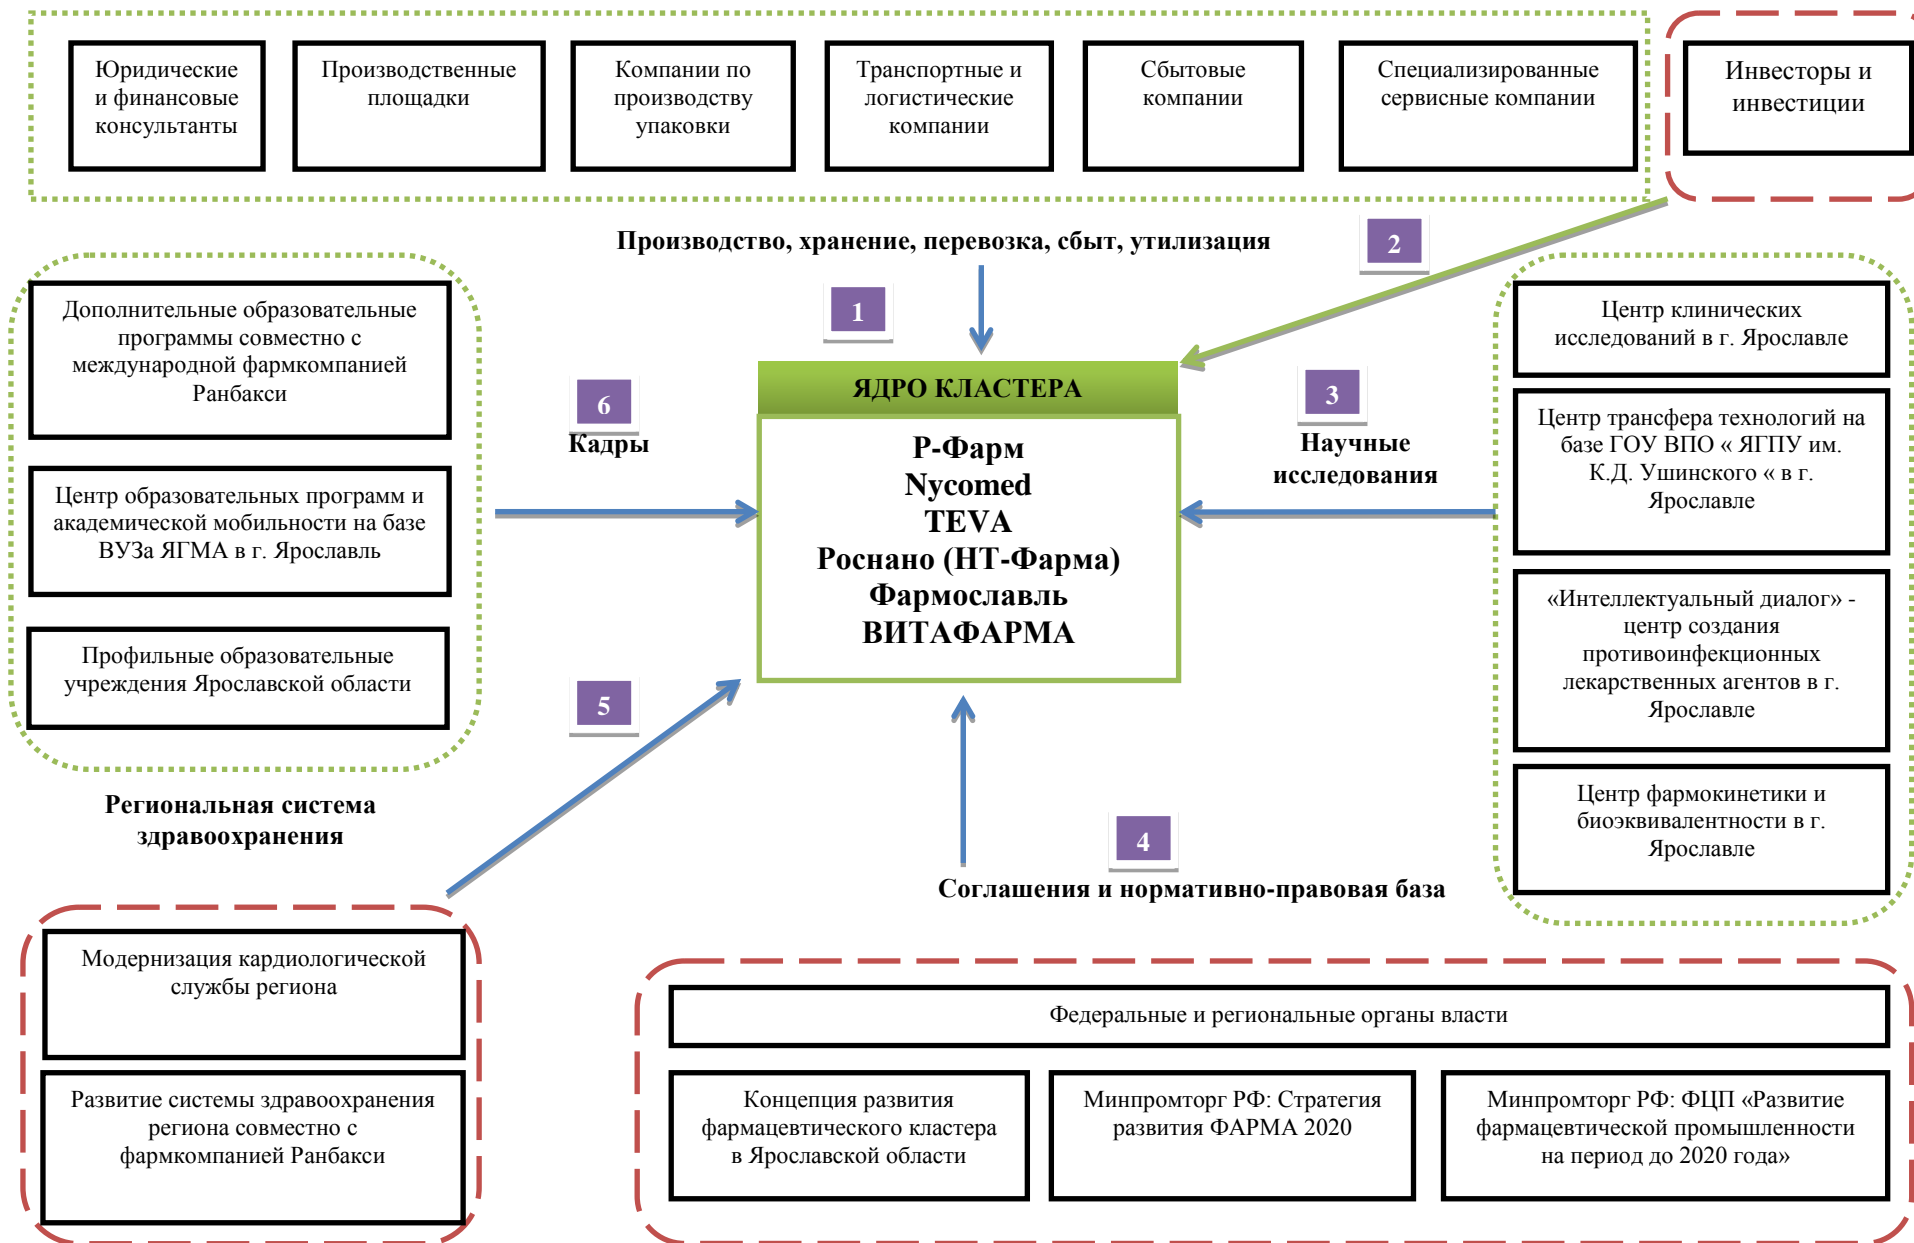 Юридические
и финансовые
консультанты
Производственные
площадки
Компании по
производству
упаковки
Транспортные и
логистические
компании
Сбытовые
компании
Специализированные
сервисные компании
Инвесторы и
инвестиции
Производство, хранение, перевозка, сбыт, утилизация
2
1
Дополнительные образовательные
программы совместно с
международной фармкомпанией
Ранбакси
Центр образовательных программ и
академической мобильности на базе
ВУЗа ЯГМА в г. Ярославль
Профильные образовательные
учреждения Ярославской области
6
Кадры
ЯДРО КЛАСТЕРА
Р-Фарм
Nycomed
TEVA
Роснано (НТ-Фарма)
Фармославль
ВИТАФАРМА
3
Научные
исследования
Центр клинических
исследований в г. Ярославле
Центр трансфера технологий на
базе ГОУ ВПО « ЯГПУ им.
К.Д. Ушинского « в г.
Ярославле
«Интеллектуальный диалог» -
центр создания
противоинфекционных
лекарственных агентов в г.
Ярославле
Центр фармокинетики и
биоэквивалентности в г.
Ярославле
5
Региональная система
здравоохранения
4
Соглашения и нормативно-правовая база
Модернизация кардиологической
службы региона
Развитие системы здравоохранения
региона совместно с
фармкомпанией Ранбакси
Федеральные и региональные органы власти
Концепция развития
фармацевтического кластера
в Ярославской области
Минпромторг РФ: Стратегия
развития ФАРМА 2020
Минпромторг РФ: ФЦП «Развитие
фармацевтической промышленности
на период до 2020 года»